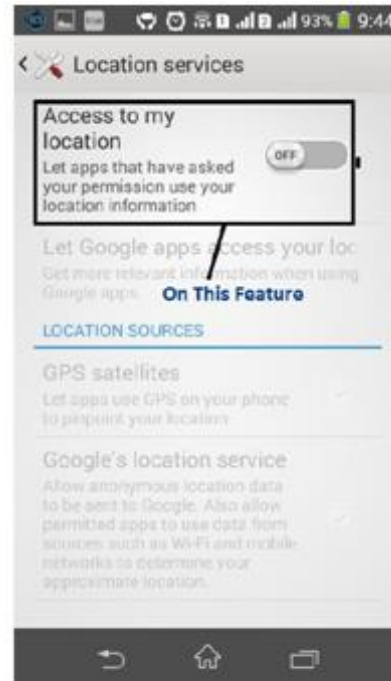 93% 9:44
Location services
Access to my
location
OFF
Let apps that have asked
your permission use your
location information
Let Google apps access your loc
Get more relevant information when using
Google apps.
On This Feature
LOCATION SOURCES
GPS satellites
Let apps use GPS on your phone
to pinpoint your location
Google's location service
Allow anonymous location data
to be sent to Google. Also allow
permitted apps to use data from
sources such as Wi-Fi and mobile
networks to determine your
approximate location.